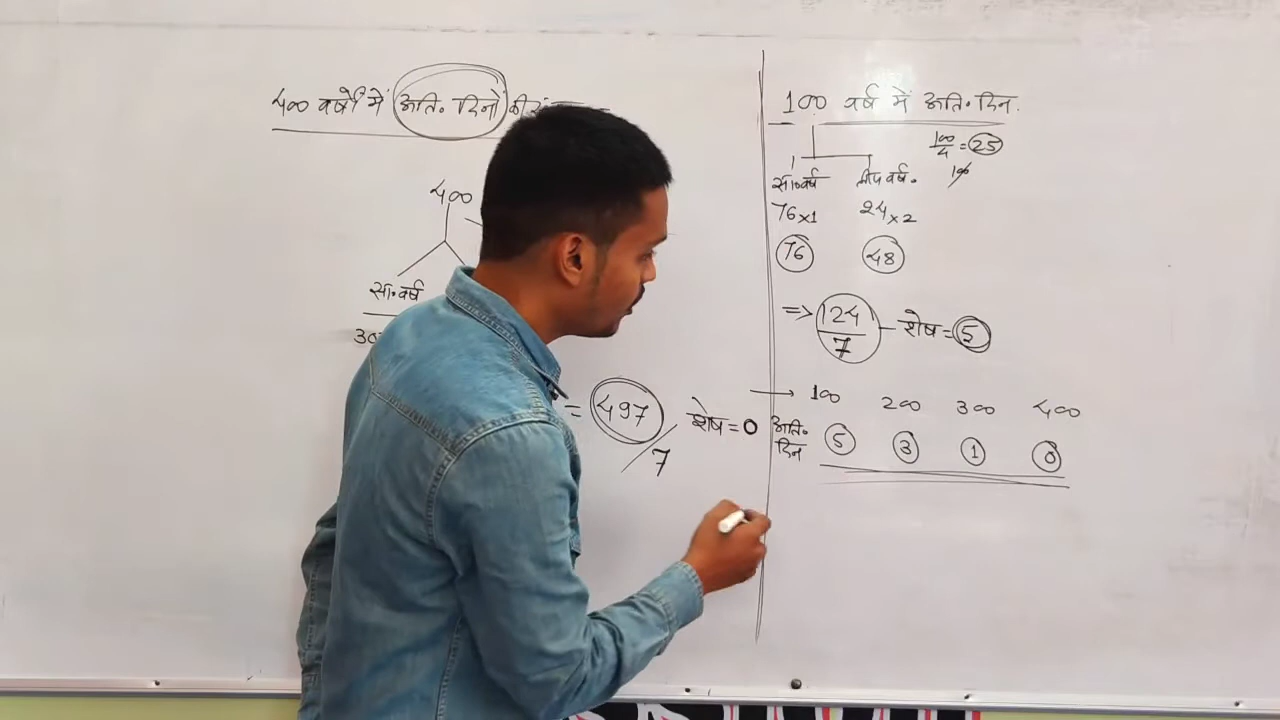 400 वर्षों में अति॰ दिनों की
400
सा॰वर्ष
= 497/7 शेष = 0
100 वर्ष में अति॰ दिन.
100/4 = 25
सा॰वर्ष लीप वर्ष.
76×1 24×2
76 48
=> 124/7 – शेष = 5
→ 100 200 300 400
अति॰ दिन 5 3 1 0